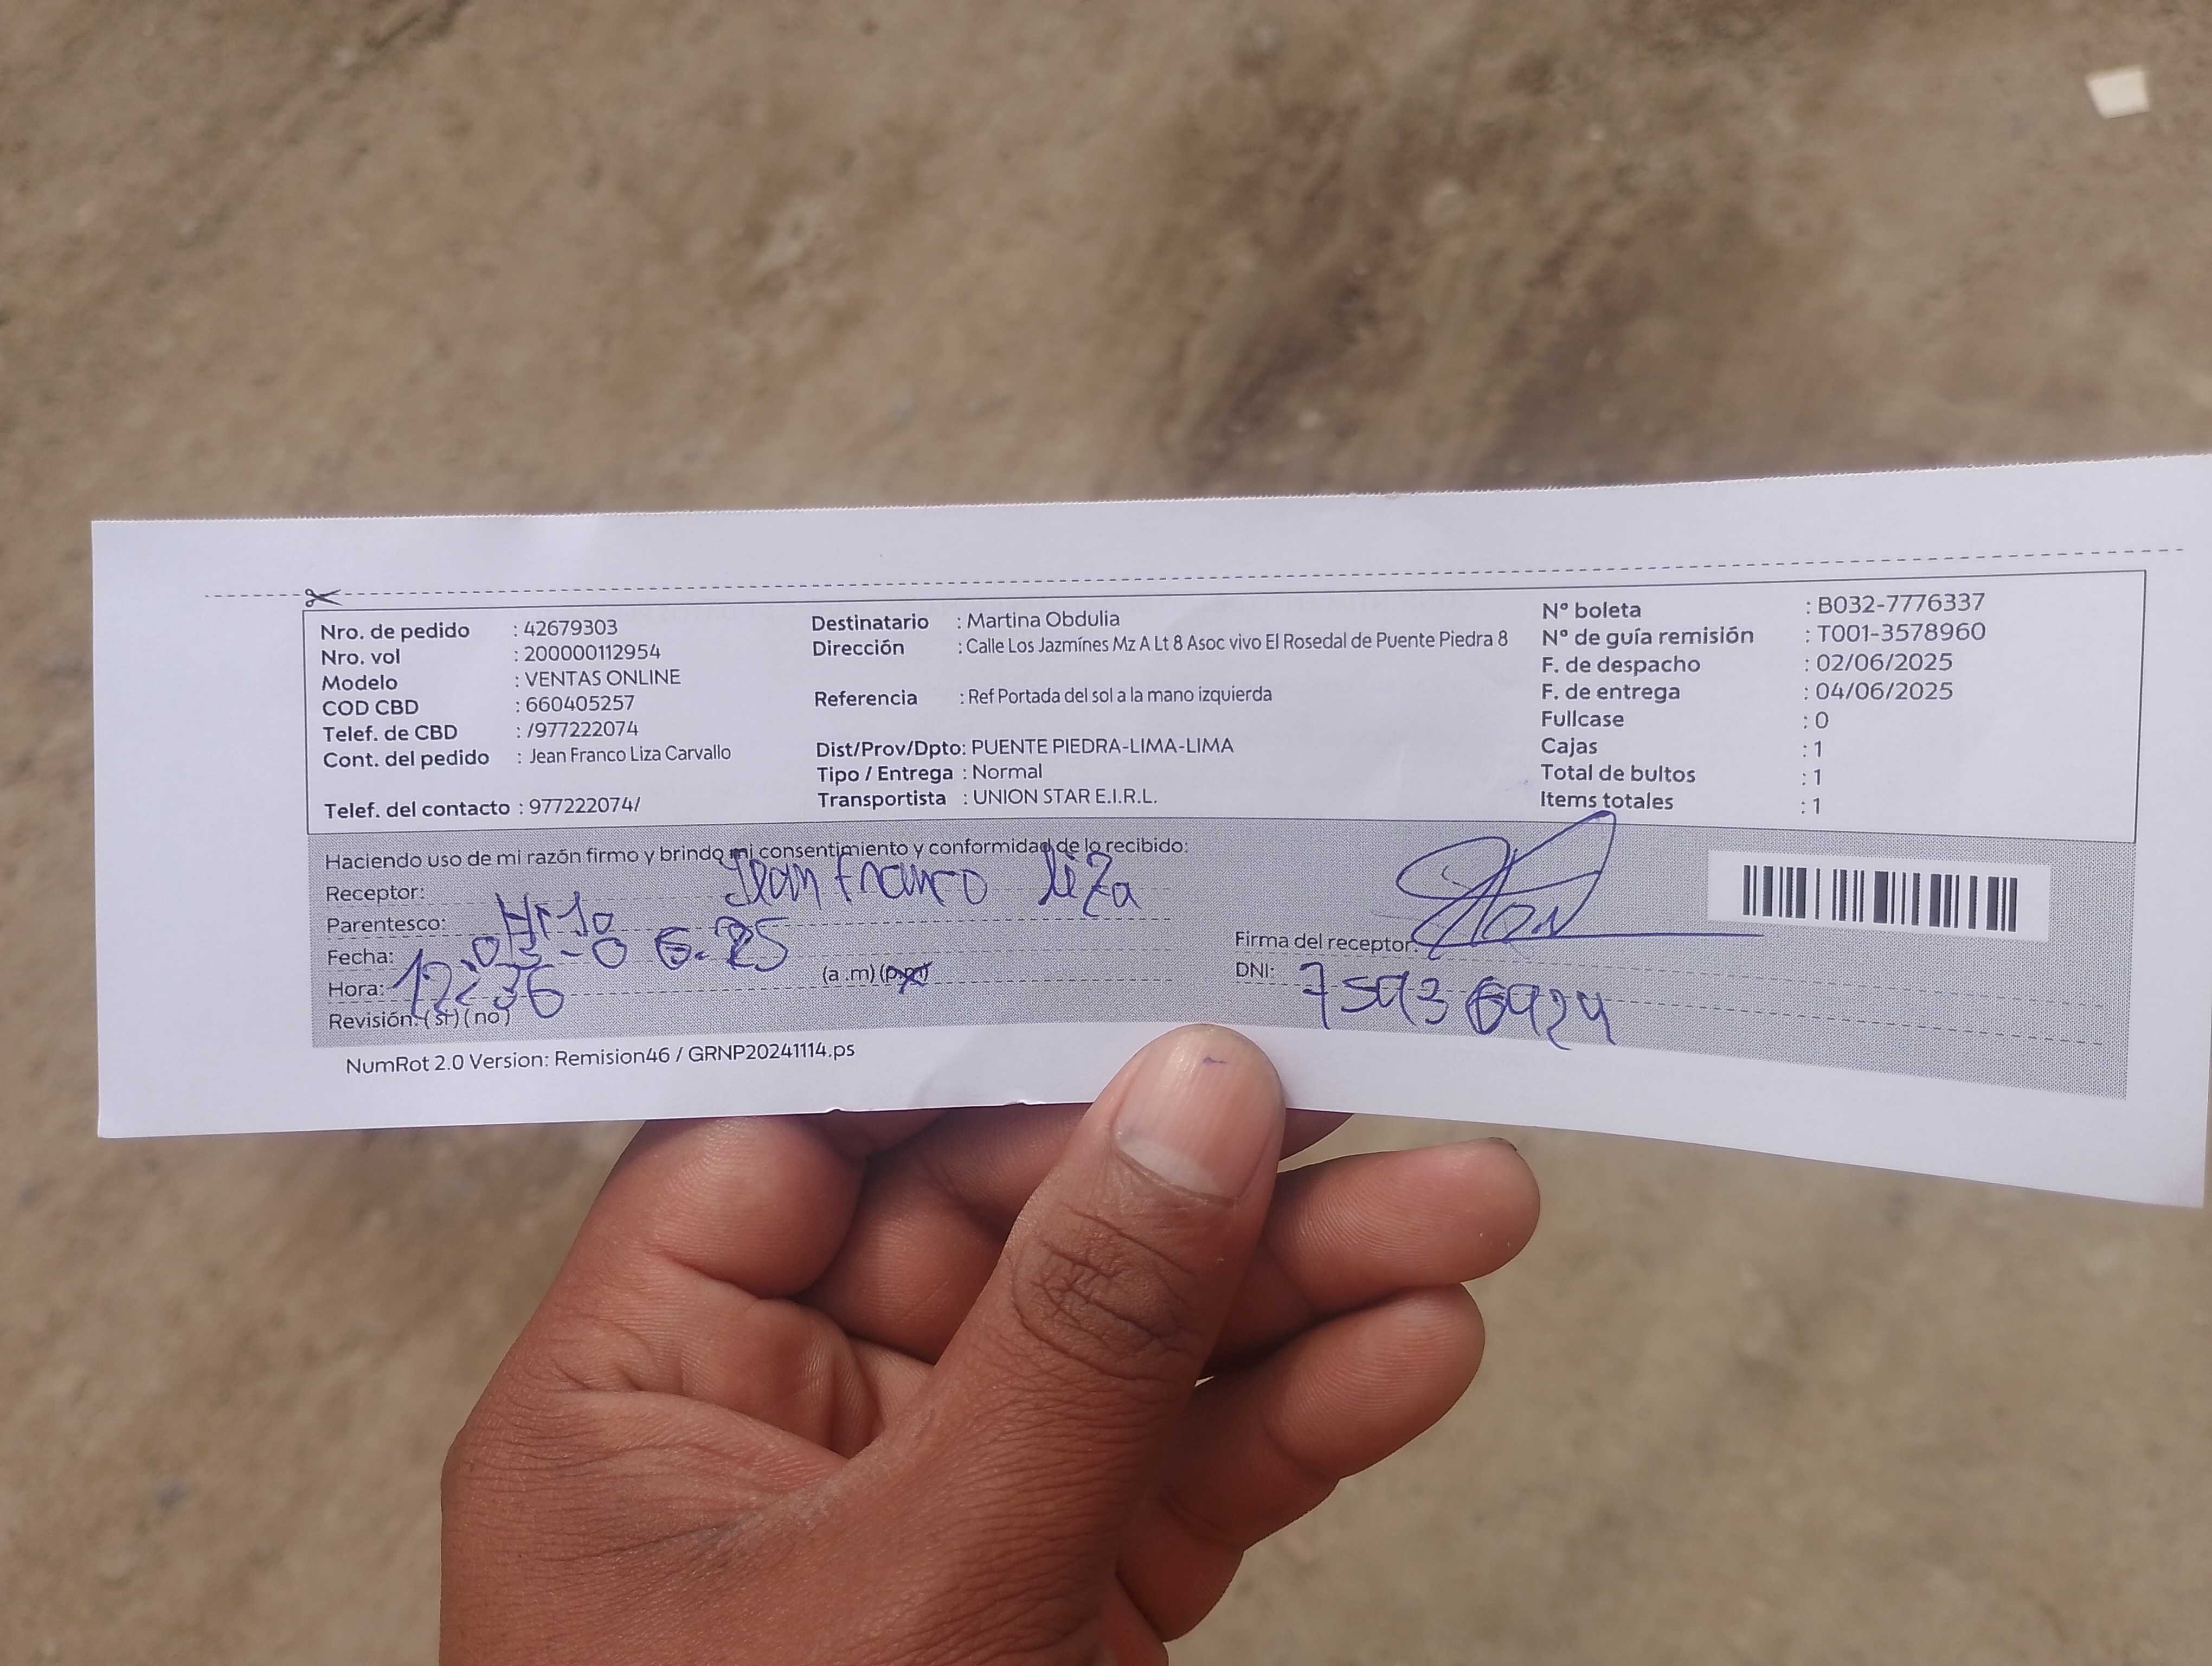 Nro. de pedido : 42679303
Nro. vol : 200000112954
Modelo : VENTAS ONLINE
COD CBD : 660405257
Telef. de CBD : /977222074
Cont. del pedido : Jean Franco Liza Carvallo
Telef. del contacto : 977222074/
Destinatario : Martina Obdulia
Dirección : Calle Los Jazmínes Mz A Lt 8 Asoc vivo El Rosedal de Puente Piedra 8
Referencia : Ref Portada del sol a la mano izquierda
Dist/Prov/Dpto: PUENTE PIEDRA-LIMA-LIMA
Tipo / Entrega : Normal
Transportista : UNION STAR E.I.R.L.
Nº boleta : B032-7776337
Nº de guía remisión : T001-3578960
F. de despacho : 02/06/2025
F. de entrega : 04/06/2025
Fullcase : 0
Cajas : 1
Total de bultos : 1
Items totales : 1
Haciendo uso de mi razón firmo y brindo mi consentimiento y conformidad de lo recibido:
Receptor: Jean franco liza
Parentesco: HiJo
Fecha: 03-06-25
Hora: 12:36 (a .m) (p.m)
Revisión: (si) (no)
Firma del receptor:
DNI: 75936924
NumRot 2.0 Version: Remision46 / GRNP20241114.ps